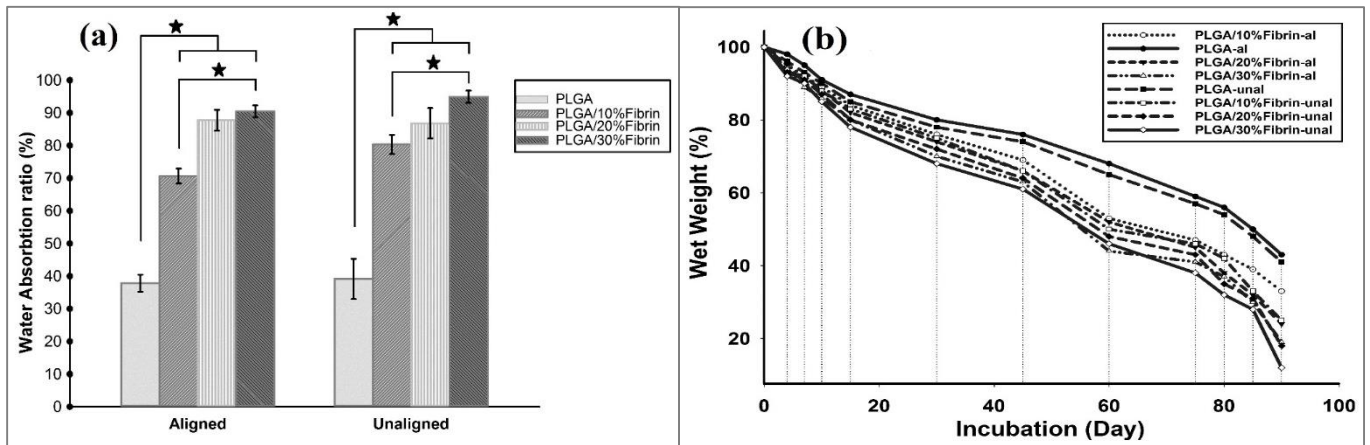 (a)
Water Absorbtion ratio (%)
100
90
80
70
60
50
40
30
20
10
0
Aligned
Unaligned
PLGA
PLGA/10%Fibrin
PLGA/20%Fibrin
PLGA/30%Fibrin
(b)
Wet Weight (%)
100
80
60
40
20
0
20
40
60
80
100
Incubation (Day)
PLGA/10%Fibrin-al
PLGA-al
PLGA/20%Fibrin-al
PLGA/30%Fibrin-al
PLGA-unal
PLGA/10%Fibrin-unal
PLGA/20%Fibrin-unal
PLGA/30%Fibrin-unal